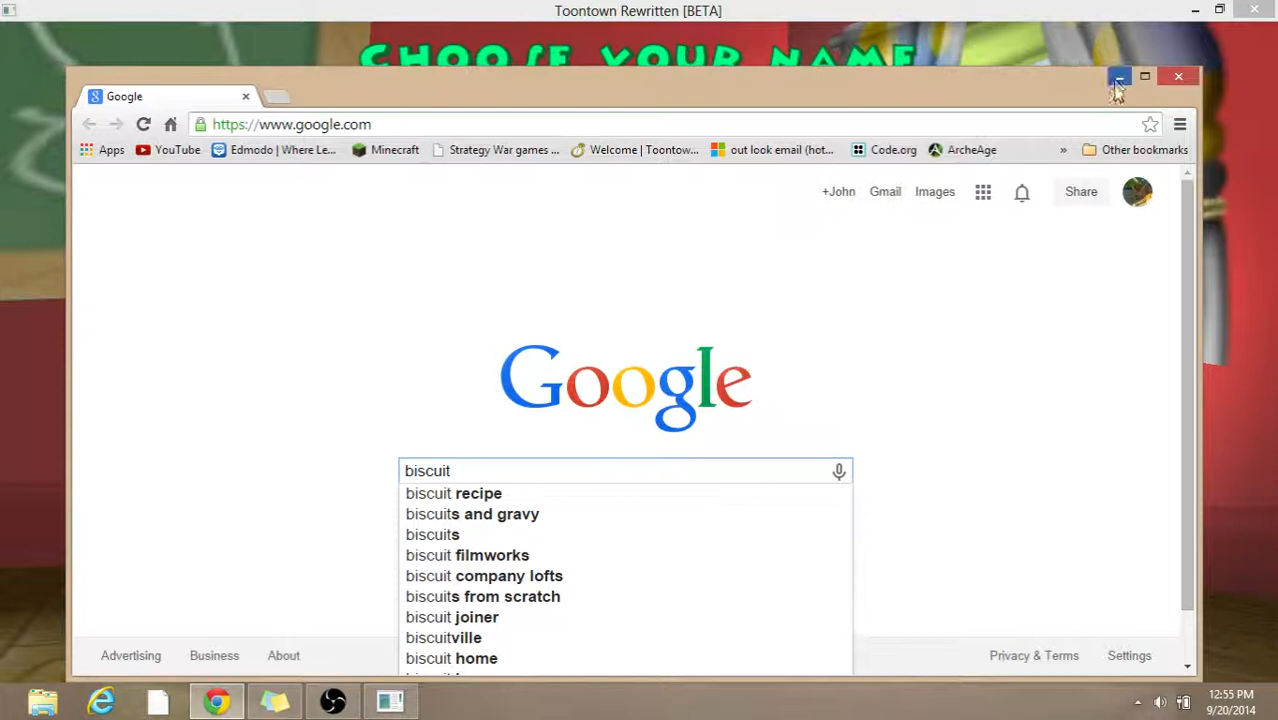 Toontown Rewritten [BETA]
CHOOSE YOUR NAME
Google
https://www.google.com
Apps YouTube Edmodo | Where Le... Minecraft Strategy War games ... Welcome | Toontow... out look email (hot... Code.org ArcheAge » Other bookmarks
+John Gmail Images Share
Google
biscuit
biscuit recipe
biscuits and gravy
biscuits
biscuit filmworks
biscuit company lofts
biscuits from scratch
biscuit joiner
biscuitville
biscuit home
Advertising Business About Privacy & Terms Settings
12:55 PM
9/20/2014